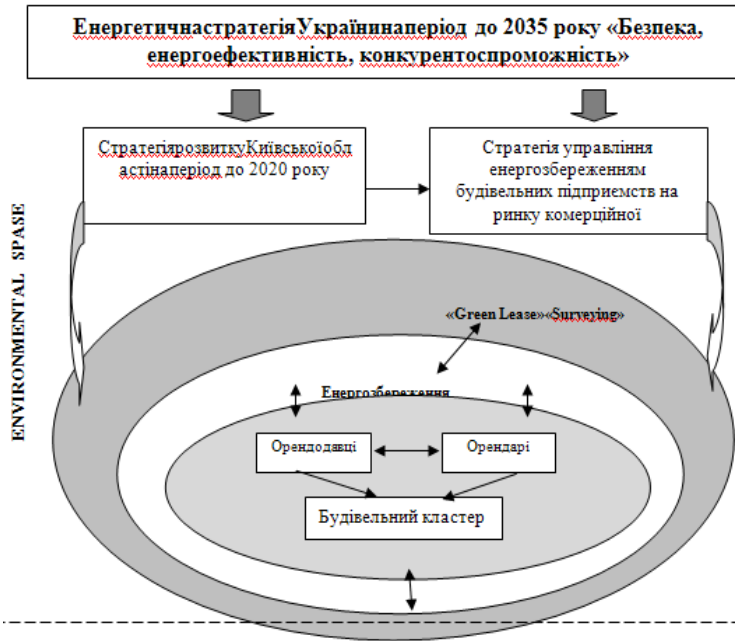 ЕнергетичнастратегіяУкраїнинаперіод до 2035 року «Безпека,
енергоефективність, конкурентоспроможність»
СтратегіярозвиткуКиївськоїобл
астінаперіод до 2020 року
Стратегія управління
енергозбереженням
будівельних підприємств на
ринку комерційної
ENVIRONMENTAL SPASE
«Green Lease»«Surveying»
Енергозбереження
Орендодавці
Орендарі
Будівельний кластер